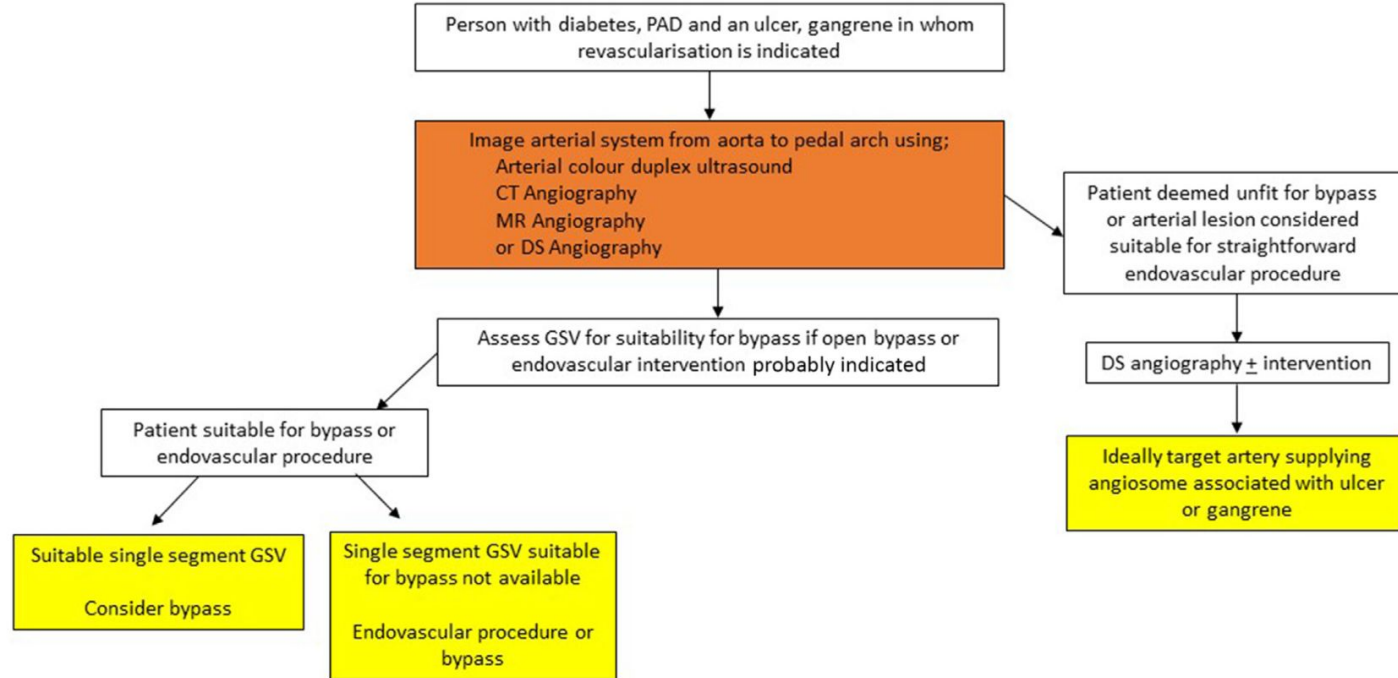 Person with diabetes, PAD and an ulcer, gangrene in whom
revascularisation is indicated
Image arterial system from aorta to pedal arch using;
Arterial colour duplex ultrasound
CT Angiography
MR Angiography
or DS Angiography
Patient deemed unfit for bypass
or arterial lesion considered
suitable for straightforward
endovascular procedure
Assess GSV for suitability for bypass if open bypass or
endovascular intervention probably indicated
DS angiography ± intervention
Patient suitable for bypass or
endovascular procedure
Ideally target artery supplying
angiosome associated with ulcer
or gangrene
Suitable single segment GSV
Consider bypass
Single segment GSV suitable
for bypass not available
Endovascular procedure or
bypass